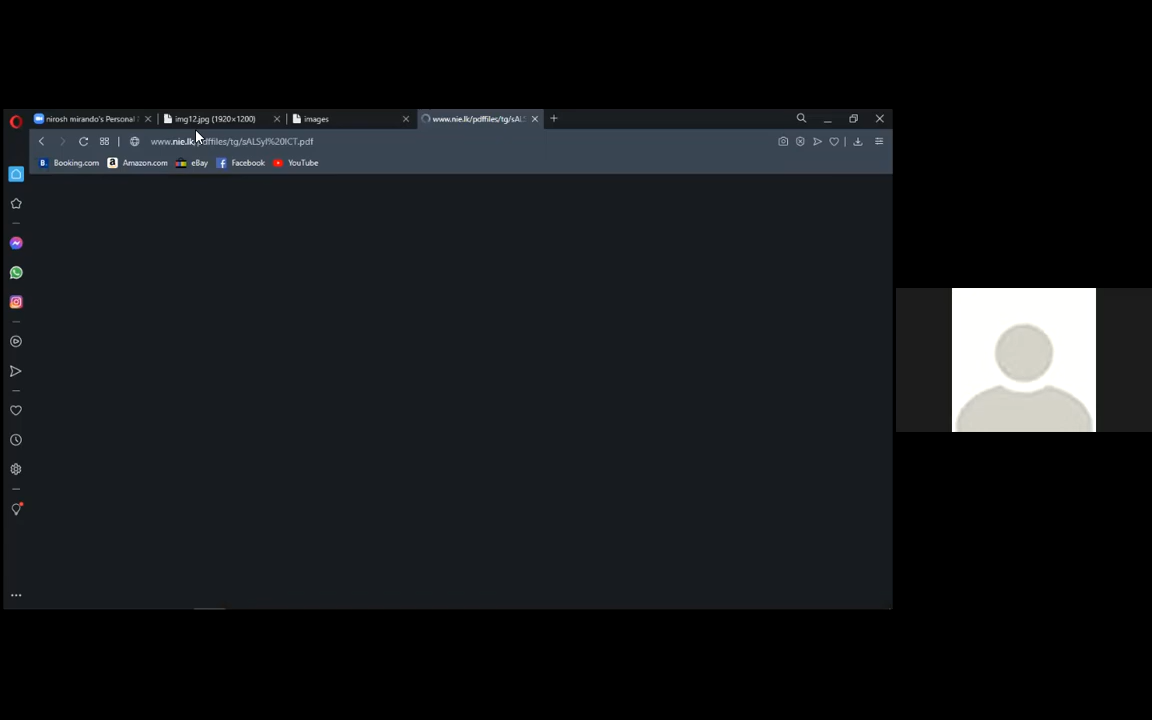 nirosh mirando's Personal
img12.jpg (1920×1200)
images
www.nie.lk/pdffiles/tg/sAL
www.nie.lk/pdffiles/tg/sALSyl%20ICT.pdf
B. Booking.com
a Amazon.com
eBay
Facebook
YouTube